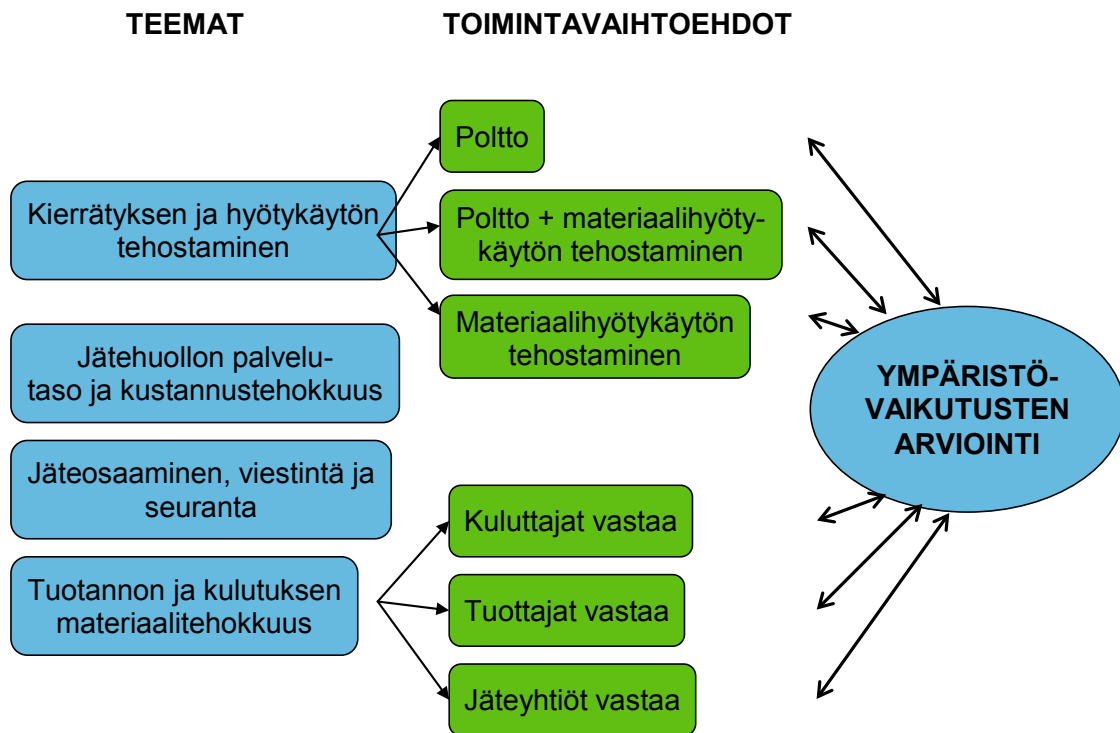 TEEMAT
TOIMINTAVAIHTOEHDOT
Poltto
Kierrätyksen ja hyötykäytön
tehostaminen
Poltto + materiaalihyöty-
käytön tehostaminen
Materiaalihyötykäytön
tehostaminen
Jätehuollon palvelu-
taso ja kustannustehokkuus
YMPÄRISTÖ-
VAIKUTUSTEN
ARVIOINTI
Jäteosaaminen, viestintä ja
seuranta
Kuluttajat vastaa
Tuotannon ja kulutuksen
materiaalitehokkuus
Tuottajat vastaa
Jäteyhtiöt vastaa